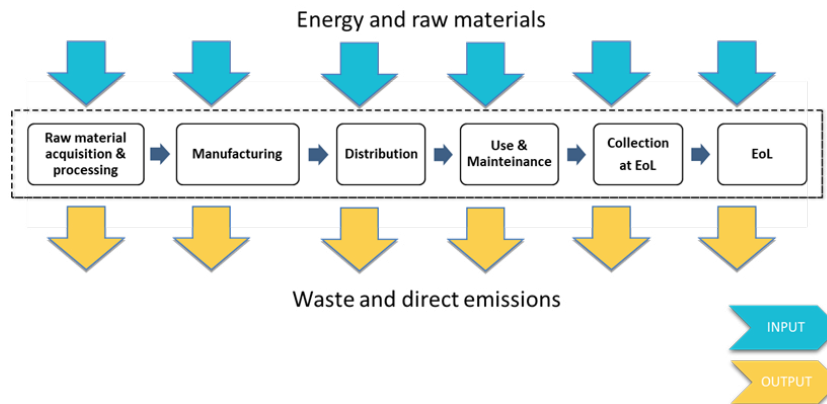 Energy and raw materials
Raw material
acquisition &
processing
Manufacturing
Distribution
Use &
Mainteinance
Collection
at EoL
EoL
Waste and direct emissions
INPUT
OUTPUT